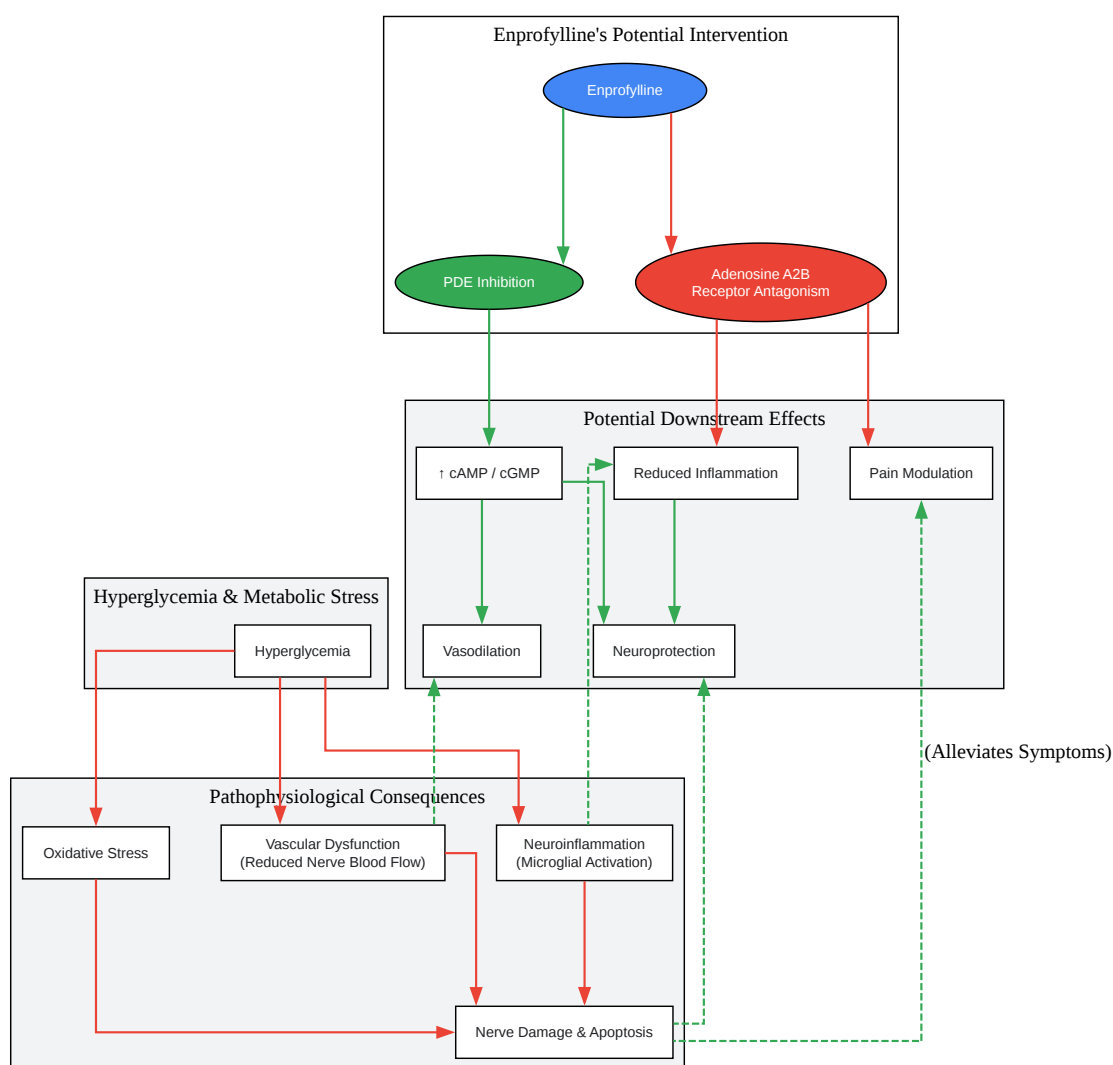 Enprofylline's Potential Intervention
Enprofylline
PDE Inhibition
Adenosine A2B
Receptor Antagonism
Potential Downstream Effects
↑ cAMP / cGMP
Reduced Inflammation
Pain Modulation
Hyperglycemia & Metabolic Stress
Hyperglycemia
Vasodilation
Neuroprotection
(Alleviates Symptoms)
Pathophysiological Consequences
Oxidative Stress
Vascular Dysfunction
(Reduced Nerve Blood Flow)
Neuroinflammation
(Microglial Activation)
Nerve Damage & Apoptosis